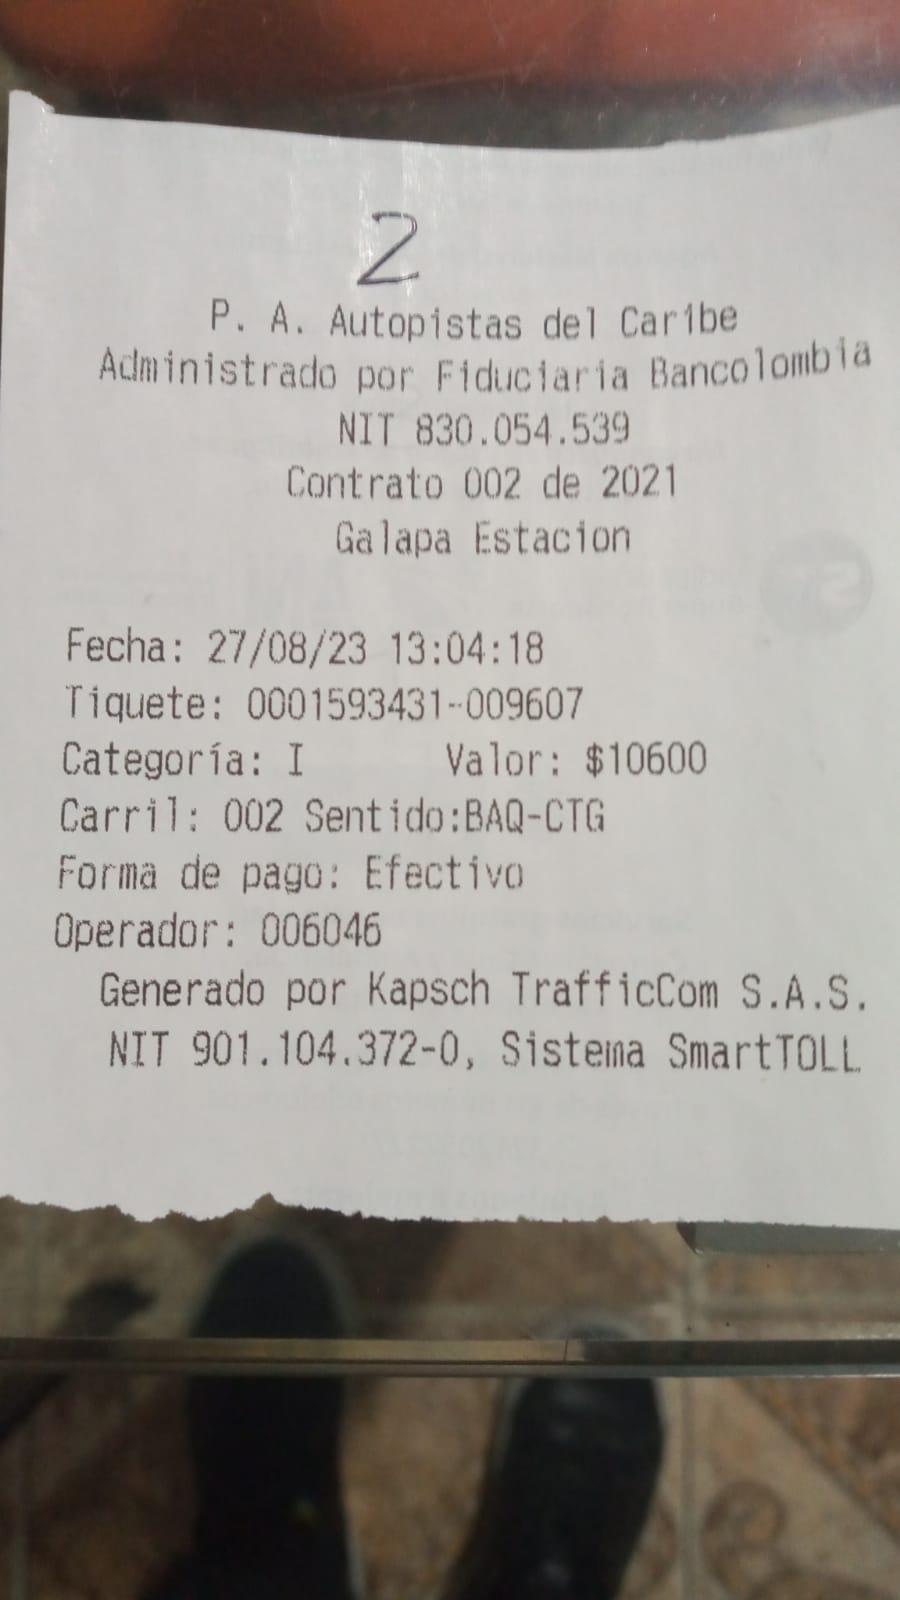 2
P. A. Autopistas del Caribe
Administrado por Fiduciaria Bancolombia
NIT 830.054.539
Contrato 002 de 2021
Galapa Estacion
Fecha: 27/08/23 13:04:18
Tiquete: 0001593431-009607
Categoría: I Valor: $10600
Carril: 002 Sentido:BAQ-CTG
Forma de pago: Efectivo
Operador: 006046
Generado por Kapsch TrafficCom S.A.S.
NIT 901.104.372-0, Sistema SmartTOLL